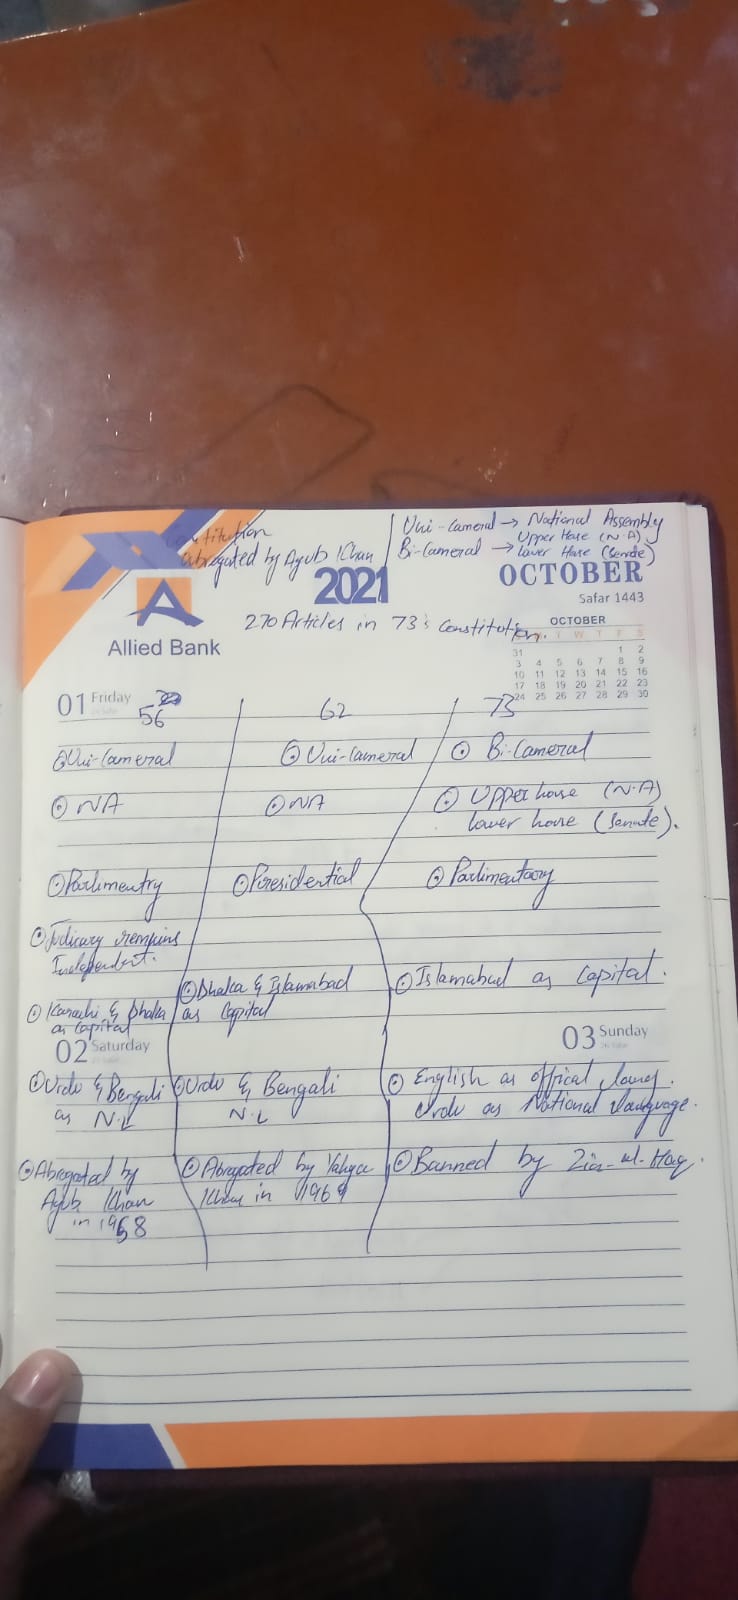 Constitution
abrogated by Ayub Khan
Uni-Cameral → National Assembly
Bi-Cameral → Upper House (N.A)
Lower House (Senate)
2021
OCTOBER
Safar 1443
Allied Bank
270 Articles in 73's Constitution.
OCTOBER
T W T F S
31 1 2
3 4 5 6 7 8 9
10 11 12 13 14 15 16
17 18 19 20 21 22 23
24 25 26 27 28 29 30
01 Friday
56 62 73
Uni-Cameral Uni-Cameral Bi-Cameral
NA NA Upper house (N.A)
lower house (Senate).
Parlimentry Presidential Parlimentary
Judicary remains
Independent.
Dhaka & Islamabad Islamabad as Capital.
Karachi & Dhaka as Capital
as Capital
02 Saturday 03 Sunday
Urdu & Bengali Urdu & Bengali English as offical lang.
as N.L N.L Urdu as National language.
Abrogated by Abrogated by Yahya Banned by Zia-ul-Haq.
Ayub Khan Khan in 1969
in 1958